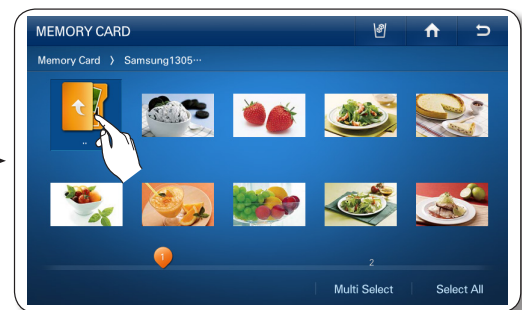 MEMORY CARD
Memory Card 〉 Samsung1305···
..
1
2
Multi Select
Select All